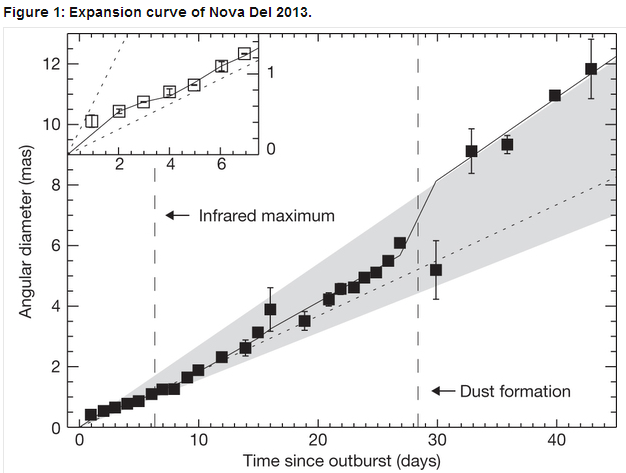 Figure 1: Expansion curve of Nova Del 2013.
12
10
8
6
4
2
0
Angular diameter (mas)
1
0
2 4 6
Infrared maximum
Dust formation
0 10 20 30 40
Time since outburst (days)